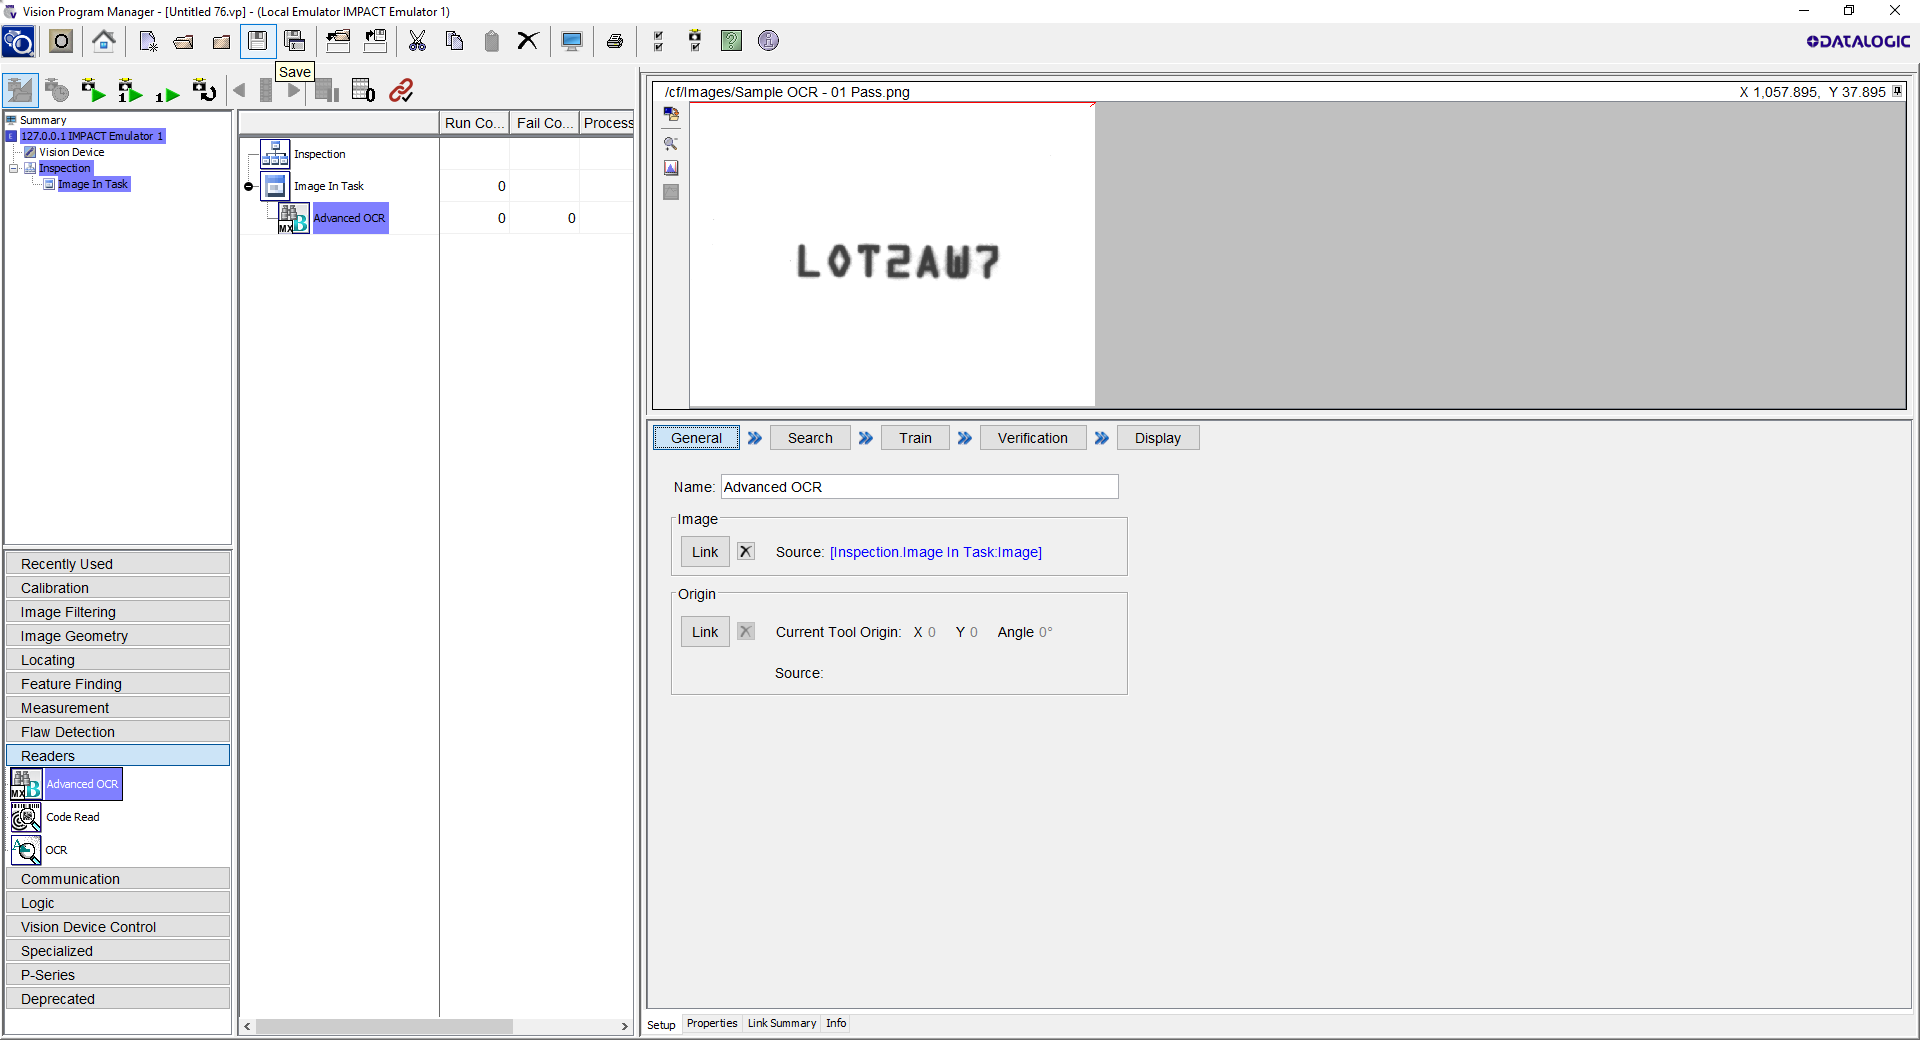 Vision Program Manager - [Untitled 76.vp] - (Local Emulator IMPACT Emulator 1)
DATALOGIC
Save
Summary
127.0.0.1 IMPACT Emulator 1
Vision Device
Inspection
Image In Task
Run Co...
Fail Co...
Process
Inspection
Image In Task
0
MX B
Advanced OCR
0
0
/cf/Images/Sample OCR - 01 Pass.png
X 1,057.895, Y 37.895
LOT2AW7
General
Search
Train
Verification
Display
Name:
Advanced OCR
Image
Link
Source:
[Inspection.Image In Task:Image]
Origin
Link
Current Tool Origin:
X 0
Y 0
Angle 0°
Source:
Recently Used
Calibration
Image Filtering
Image Geometry
Locating
Feature Finding
Measurement
Flaw Detection
Readers
MX B
Advanced OCR
Code Read
OCR
Communication
Logic
Vision Device Control
Specialized
P-Series
Deprecated
Setup
Properties
Link Summary
Info